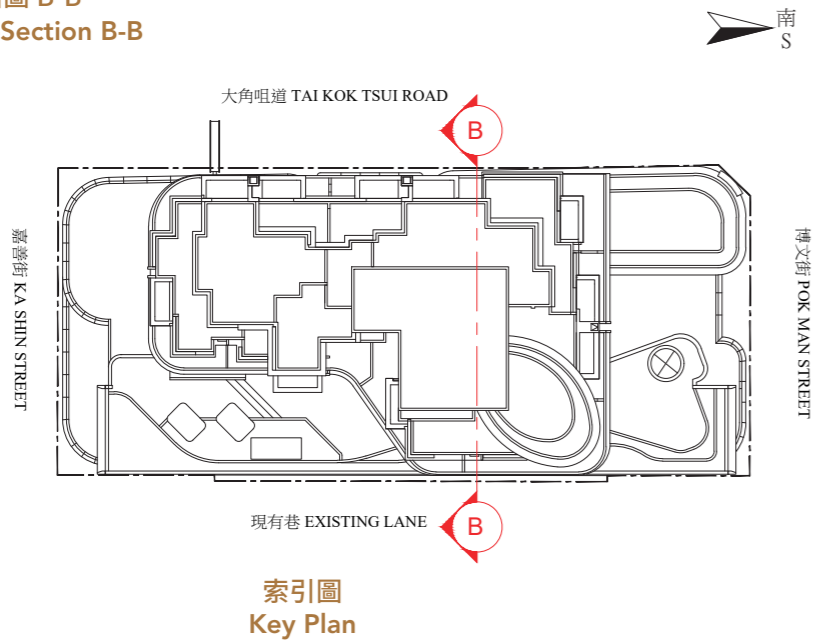 圖 B-B
Section B-B
南
S
大角咀道 TAI KOK TSUI ROAD
B
嘉善街 KA SHIN STREET
博文街 POK MAN STREET
現有巷 EXISTING LANE
B
索引圖
Key Plan